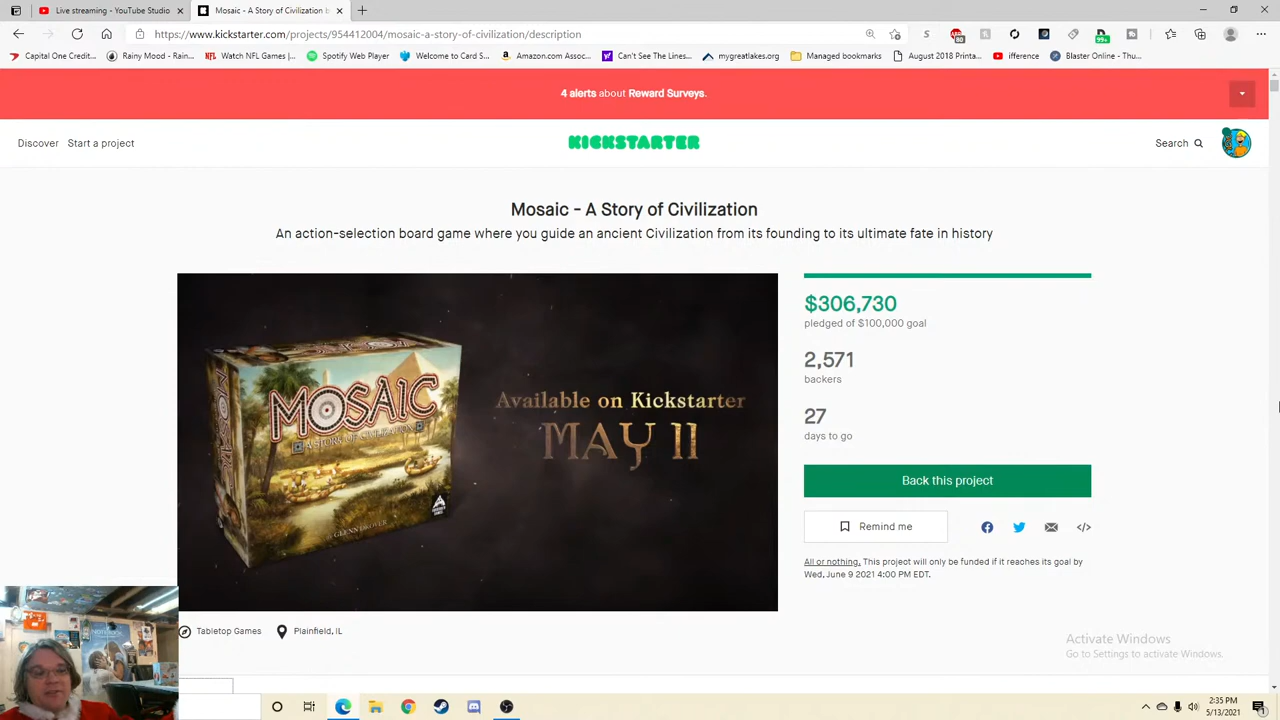 Live streaming - YouTube Studio
Mosaic - A Story of Civilization b
https://www.kickstarter.com/projects/954412004/mosaic-a-story-of-civilization/description
Capital One Credit...
Rainy Mood - Rain...
Watch NFL Games |...
Spotify Web Player
Welcome to Card S...
Amazon.com Assoc...
Can't See The Lines...
mygreatlakes.org
Managed bookmarks
August 2018 Printa...
ifference
Blaster Online - Thu...
4 alerts about Reward Surveys.
Discover
Start a project
KICKSTARTER
Search
Mosaic - A Story of Civilization
An action-selection board game where you guide an ancient Civilization from its founding to its ultimate fate in history
MOSAIC
A STORY OF CIVILIZATION
BY GLENN DROVER
Available on Kickstarter
MAY 11
$306,730
pledged of $100,000 goal
2,571
backers
27
days to go
Back this project
Remind me
All or nothing. This project will only be funded if it reaches its goal by
Wed, June 9 2021 4:00 PM EDT.
Tabletop Games
Plainfield, IL
Activate Windows
Go to Settings to activate Windows.
2:35 PM
5/13/2021